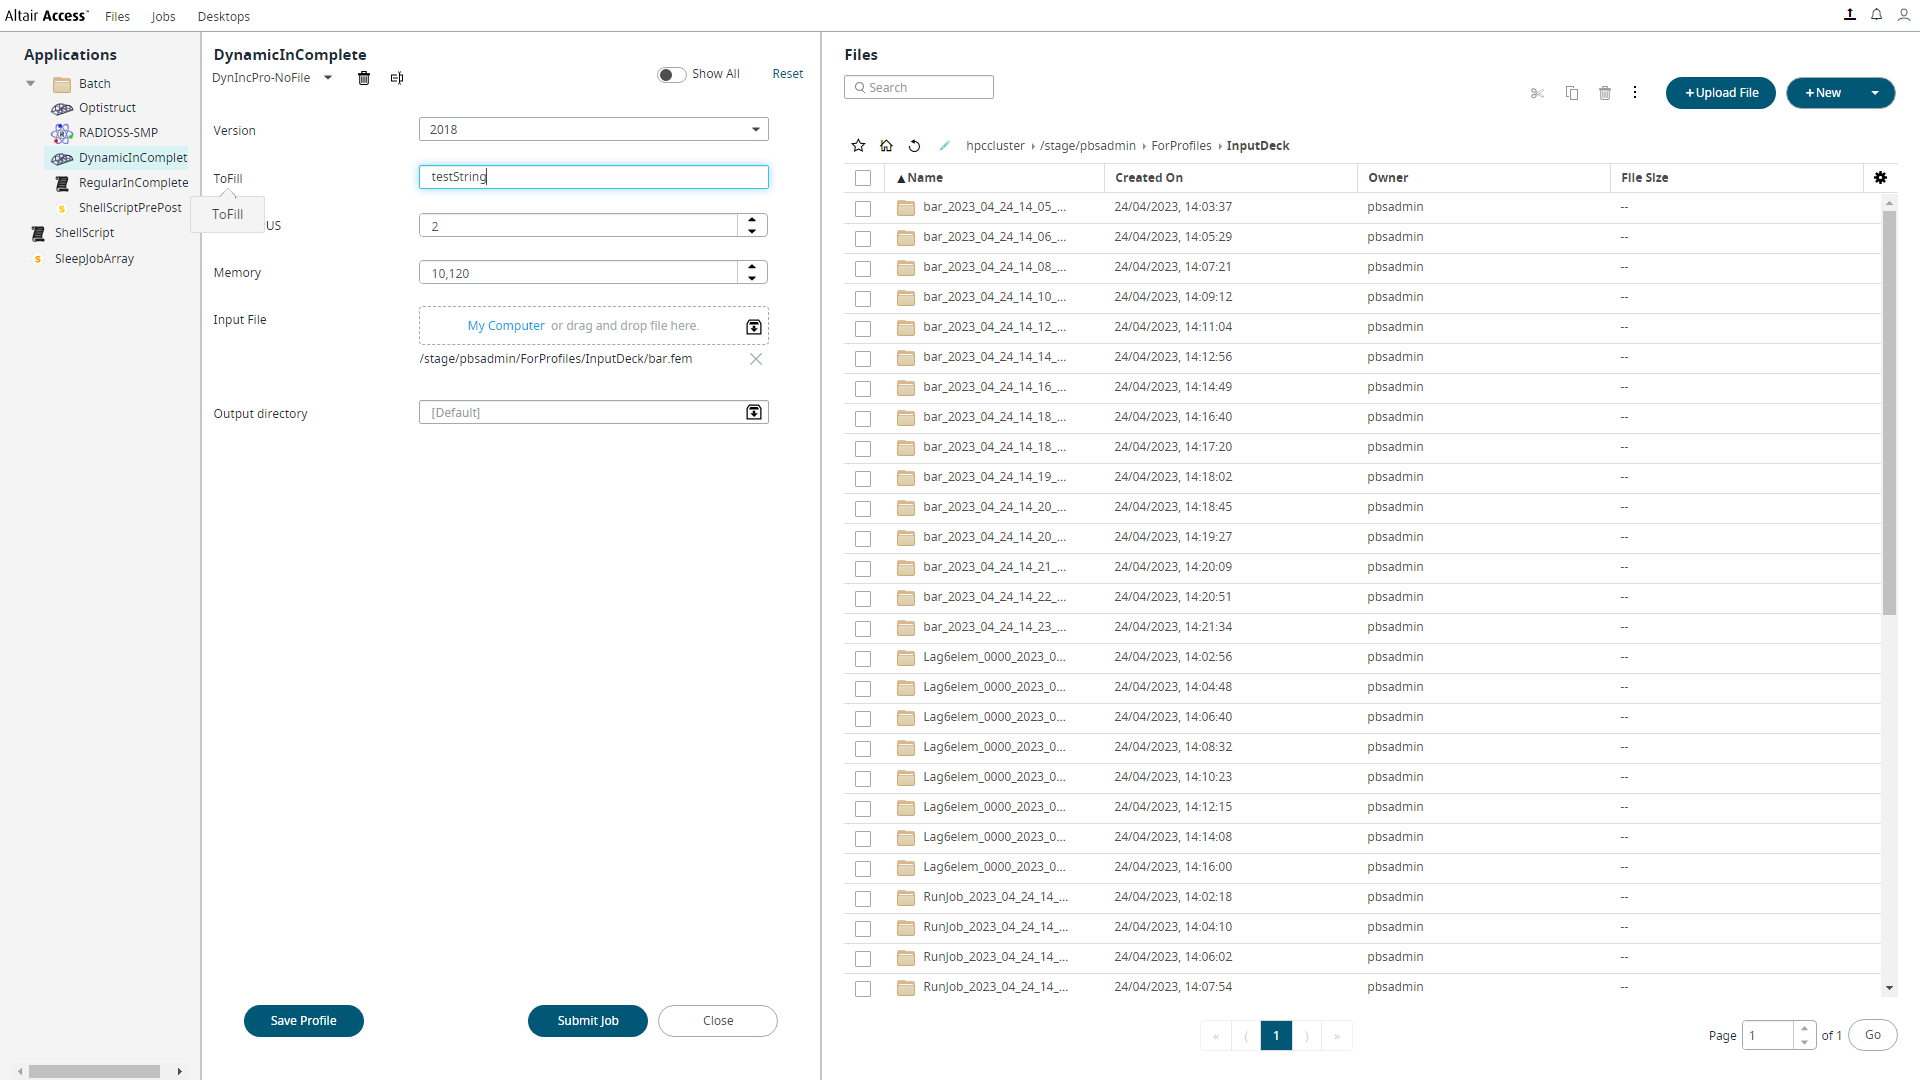 Altair Access™ Files Jobs Desktops
Applications
Batch
Optistruct
RADIOSS-SMP
DynamicInComplet
RegularInComplete
ShellScriptPrePost
ShellScript
SleepJobArray
DynamicInComplete
DynIncPro-NoFile
Show All
Reset
Version
2018
ToFill
testString
ToFill
US
2
Memory
10,120
Input File
My Computer or drag and drop file here.
/stage/pbsadmin/ForProfiles/InputDeck/bar.fem
Output directory
[Default]
Save Profile
Submit Job
Close
Files
Search
+Upload File
+New
hpccluster › /stage/pbsadmin › ForProfiles › InputDeck
▲Name Created On Owner File Size
bar_2023_04_24_14_05_... 24/04/2023, 14:03:37 pbsadmin --
bar_2023_04_24_14_06_... 24/04/2023, 14:05:29 pbsadmin --
bar_2023_04_24_14_08_... 24/04/2023, 14:07:21 pbsadmin --
bar_2023_04_24_14_10_... 24/04/2023, 14:09:12 pbsadmin --
bar_2023_04_24_14_12_... 24/04/2023, 14:11:04 pbsadmin --
bar_2023_04_24_14_14_... 24/04/2023, 14:12:56 pbsadmin --
bar_2023_04_24_14_16_... 24/04/2023, 14:14:49 pbsadmin --
bar_2023_04_24_14_18_... 24/04/2023, 14:16:40 pbsadmin --
bar_2023_04_24_14_18_... 24/04/2023, 14:17:20 pbsadmin --
bar_2023_04_24_14_19_... 24/04/2023, 14:18:02 pbsadmin --
bar_2023_04_24_14_20_... 24/04/2023, 14:18:45 pbsadmin --
bar_2023_04_24_14_20_... 24/04/2023, 14:19:27 pbsadmin --
bar_2023_04_24_14_21_... 24/04/2023, 14:20:09 pbsadmin --
bar_2023_04_24_14_22_... 24/04/2023, 14:20:51 pbsadmin --
bar_2023_04_24_14_23_... 24/04/2023, 14:21:34 pbsadmin --
Lag6elem_0000_2023_0... 24/04/2023, 14:02:56 pbsadmin --
Lag6elem_0000_2023_0... 24/04/2023, 14:04:48 pbsadmin --
Lag6elem_0000_2023_0... 24/04/2023, 14:06:40 pbsadmin --
Lag6elem_0000_2023_0... 24/04/2023, 14:08:32 pbsadmin --
Lag6elem_0000_2023_0... 24/04/2023, 14:10:23 pbsadmin --
Lag6elem_0000_2023_0... 24/04/2023, 14:12:15 pbsadmin --
Lag6elem_0000_2023_0... 24/04/2023, 14:14:08 pbsadmin --
Lag6elem_0000_2023_0... 24/04/2023, 14:16:00 pbsadmin --
RunJob_2023_04_24_14_... 24/04/2023, 14:02:18 pbsadmin --
RunJob_2023_04_24_14_... 24/04/2023, 14:04:10 pbsadmin --
RunJob_2023_04_24_14_... 24/04/2023, 14:06:02 pbsadmin --
RunJob_2023_04_24_14_... 24/04/2023, 14:07:54 pbsadmin --
« ⟨ 1 ⟩ »
Page 1 of 1 Go